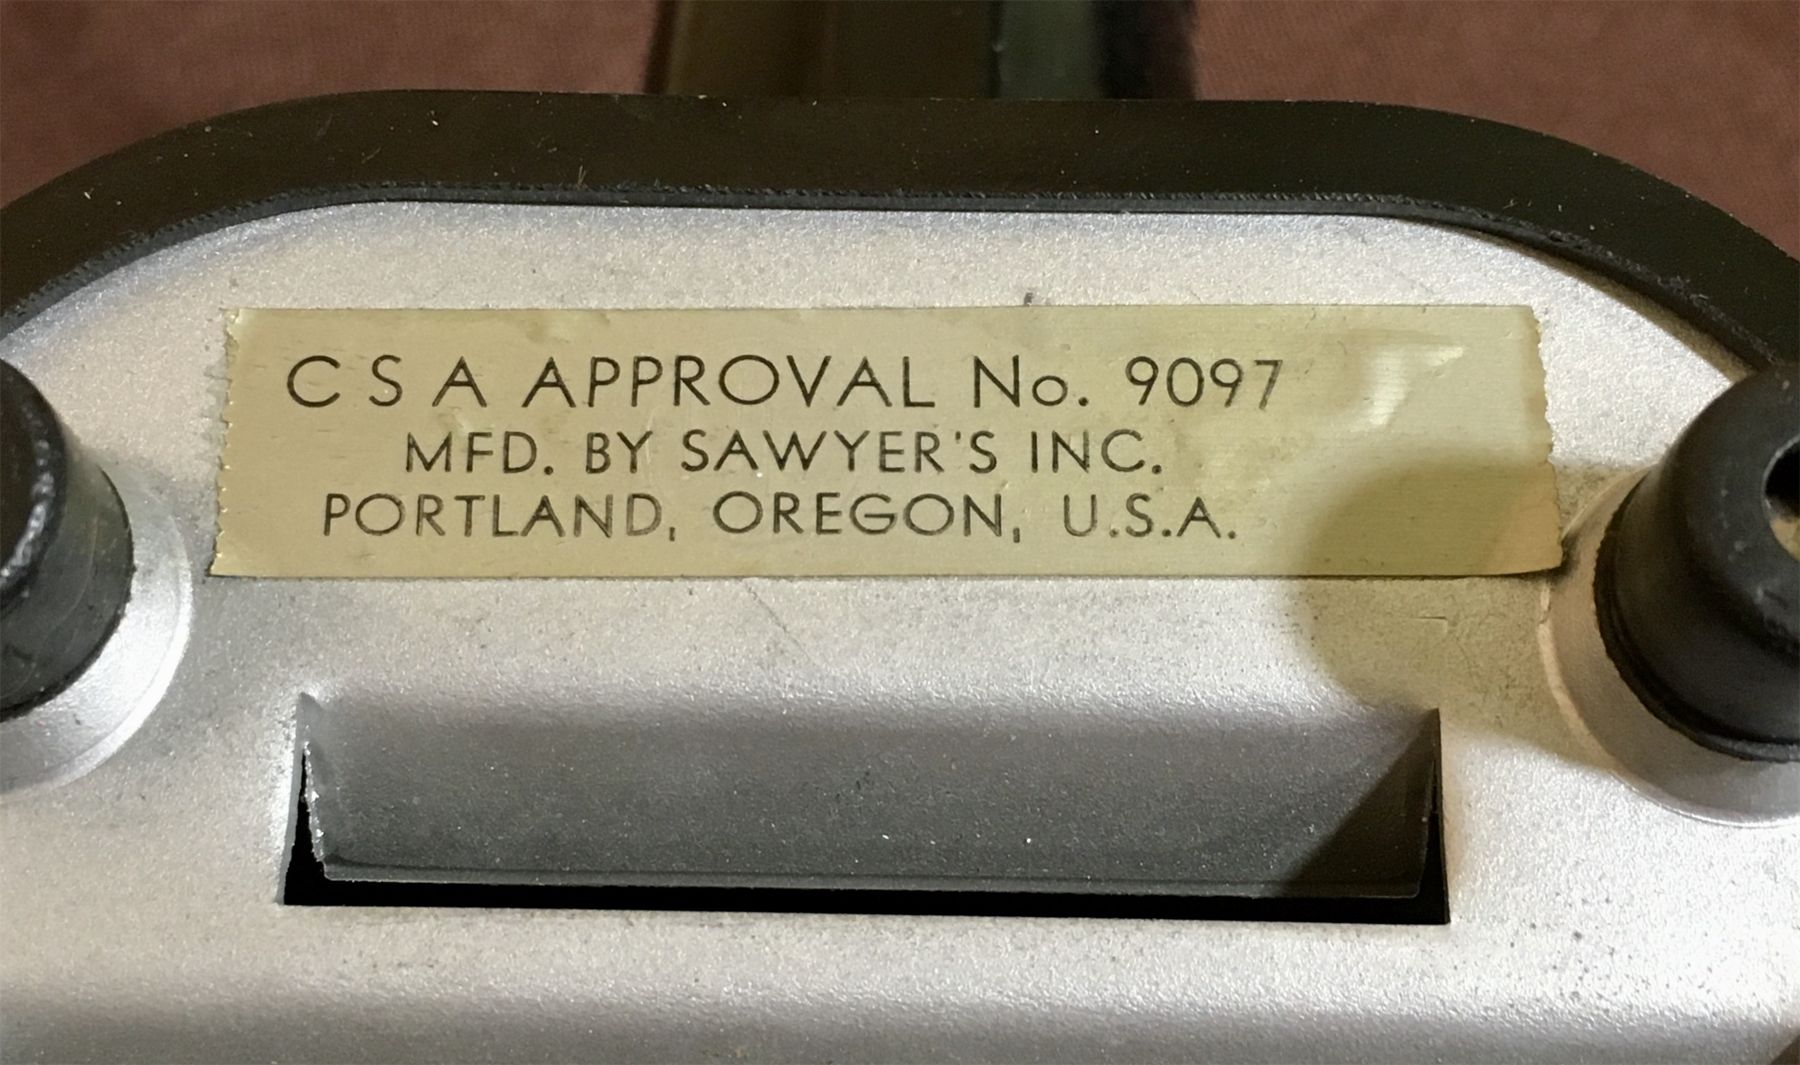 C S A APPROVAL No. 9097
MFD. BY SAWYER'S INC.
PORTLAND, OREGON, U.S.A.